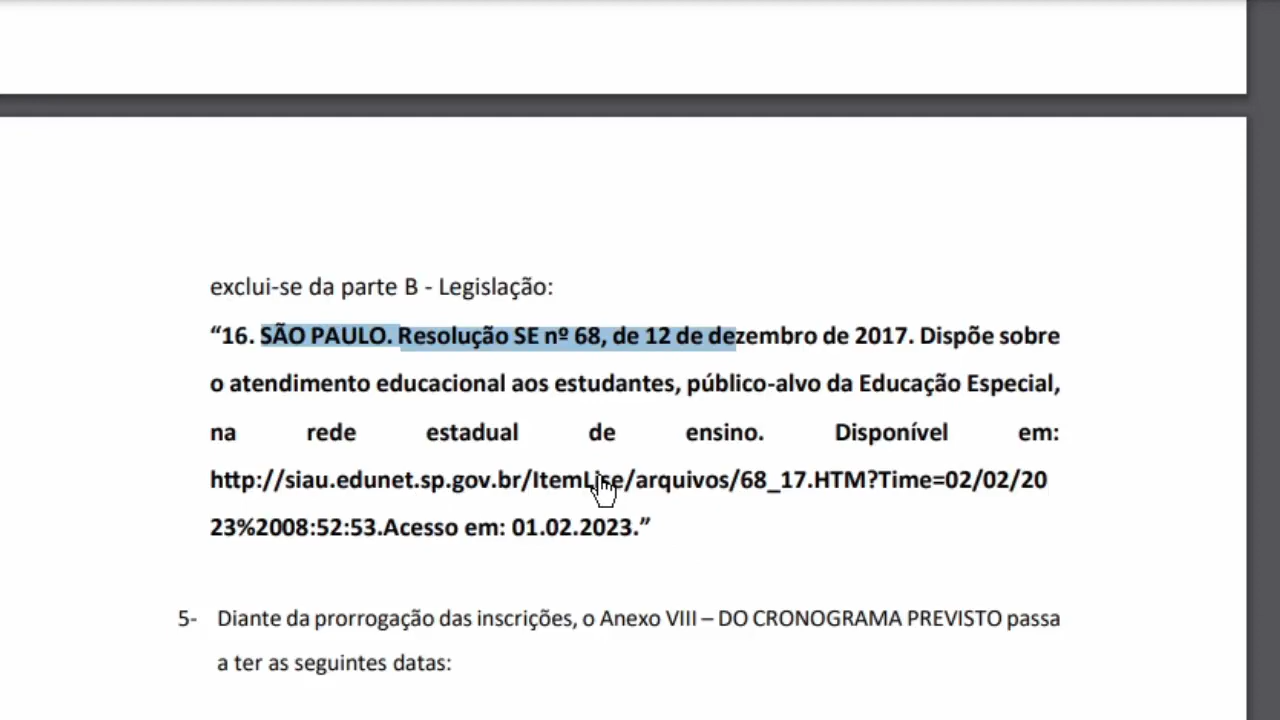 exclui-se da parte B - Legislação:
“16. SÃO PAULO. Resolução SE nº 68, de 12 de dezembro de 2017. Dispõe sobre
o atendimento educacional aos estudantes, público-alvo da Educação Especial,
na rede estadual de ensino. Disponível em:
http://siau.edunet.sp.gov.br/ItemLise/arquivos/68_17.HTM?Time=02/02/20
23%2008:52:53.Acesso em: 01.02.2023.”
5- Diante da prorrogação das inscrições, o Anexo VIII – DO CRONOGRAMA PREVISTO passa
a ter as seguintes datas: